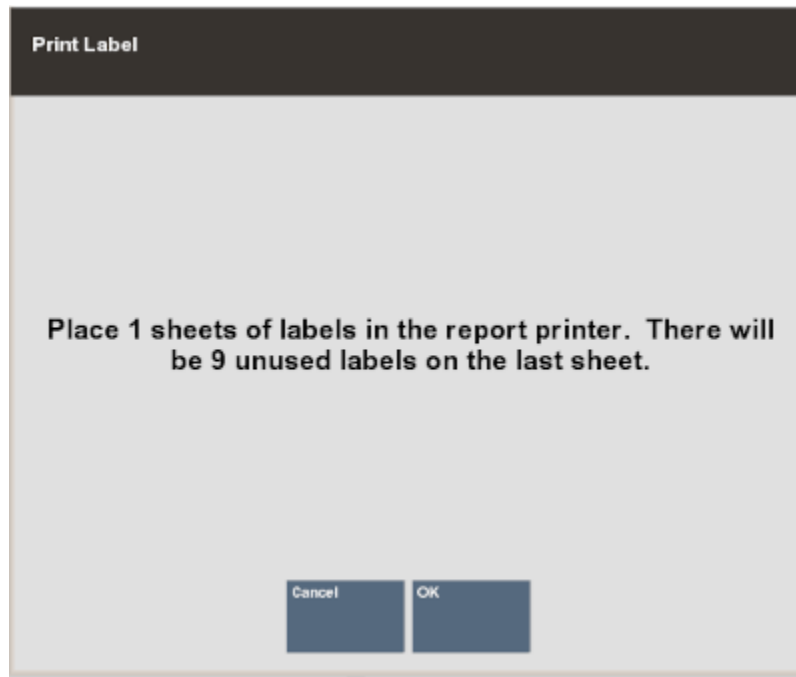 Print Label
Place 1 sheets of labels in the report printer.  There will
be 9 unused labels on the last sheet.
Cancel
OK